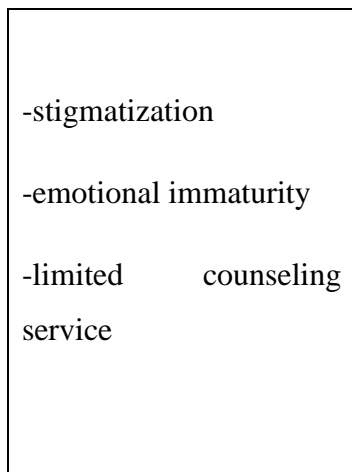 -stigmatization
-emotional immaturity
-limited counseling
service